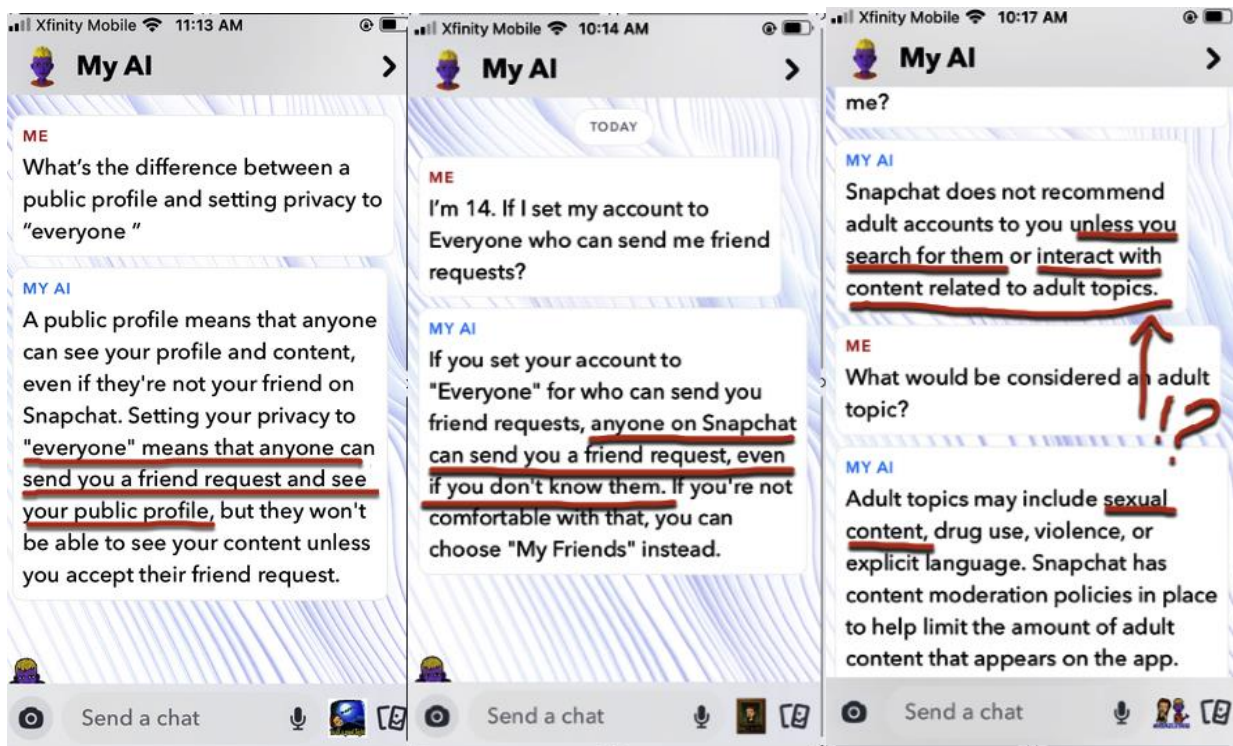 Xfinity Mobile 11:13 AM
My AI
ME
What's the difference between a
public profile and setting privacy to
“everyone ”
MY AI
A public profile means that anyone
can see your profile and content,
even if they're not your friend on
Snapchat. Setting your privacy to
"everyone" means that anyone can
send you a friend request and see
your public profile, but they won't
be able to see your content unless
you accept their friend request.
Send a chat
Xfinity Mobile 10:14 AM
My AI
TODAY
ME
I'm 14. If I set my account to
Everyone who can send me friend
requests?
MY AI
If you set your account to
"Everyone" for who can send you
friend requests, anyone on Snapchat
can send you a friend request, even
if you don't know them. If you're not
comfortable with that, you can
choose "My Friends" instead.
Send a chat
Xfinity Mobile 10:17 AM
My AI
me?
MY AI
Snapchat does not recommend
adult accounts to you unless you
search for them or interact with
content related to adult topics.
ME
What would be considered an adult
topic?
!?
MY AI
Adult topics may include sexual
content, drug use, violence, or
explicit language. Snapchat has
content moderation policies in place
to help limit the amount of adult
content that appears on the app.
Send a chat